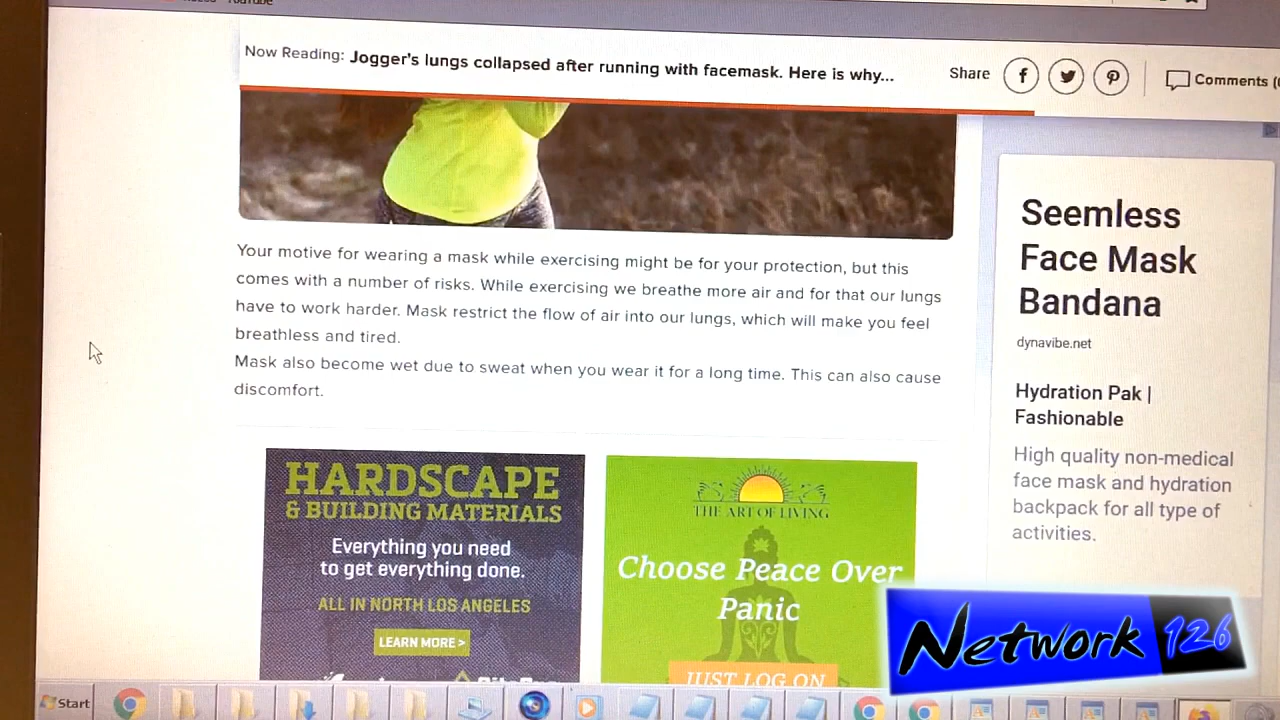 Now Reading: Jogger's lungs collapsed after running with facemask. Here is why...
Share
Comments
Your motive for wearing a mask while exercising might be for your protection, but this
comes with a number of risks. While exercising we breathe more air and for that our lungs
have to work harder. Mask restrict the flow of air into our lungs, which will make you feel
breathless and tired.
Mask also become wet due to sweat when you wear it for a long time. This can also cause
discomfort.
Seemless
Face Mask
Bandana
dynavibe.net
Hydration Pak |
Fashionable
High quality non-medical
face mask and hydration
backpack for all type of
activities.
HARDSCAPE
& BUILDING MATERIALS
Everything you need
to get everything done.
ALL IN NORTH LOS ANGELES
LEARN MORE >
THE ART OF LIVING
Choose Peace Over
Panic
JUST LOG ON
Network 126
Start